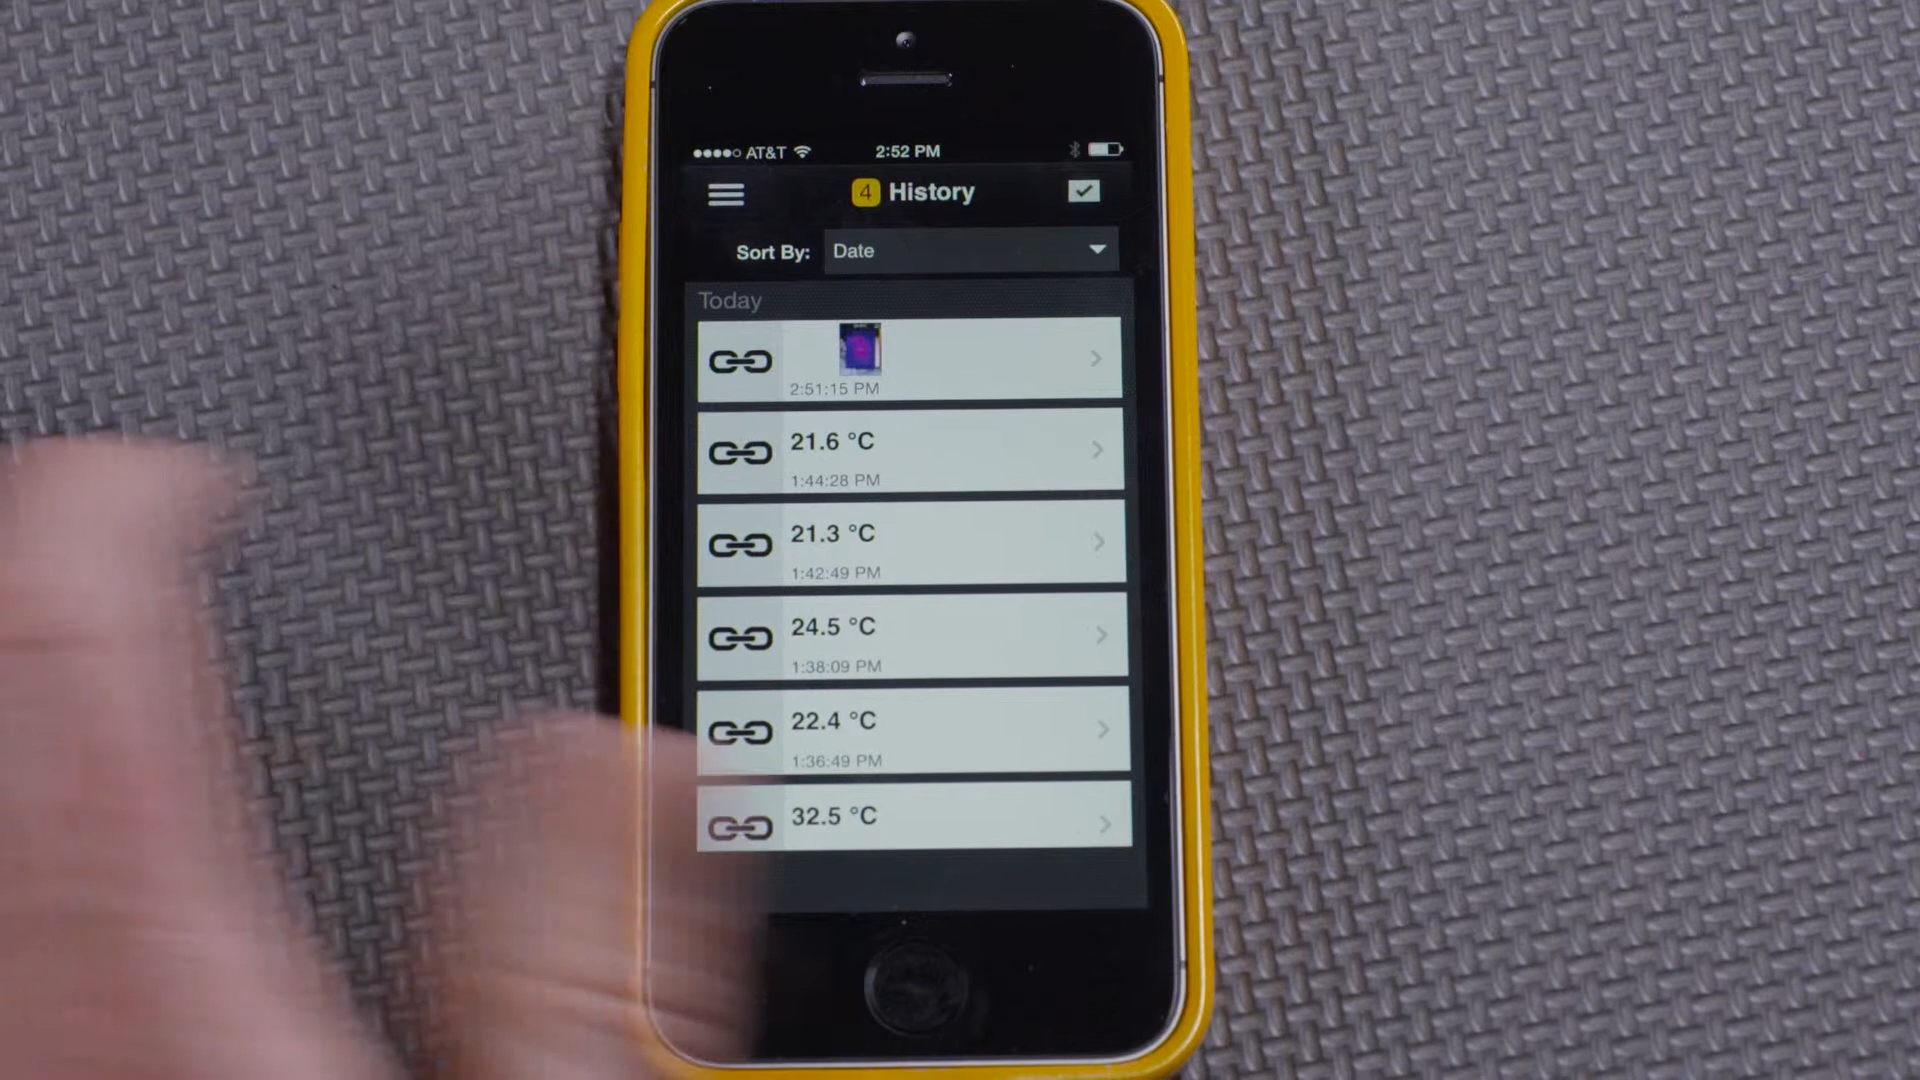 AT&T 2:52 PM
4 History
Sort By: Date
Today
2:51:15 PM
21.6 °C
1:44:28 PM
21.3 °C
1:42:49 PM
24.5 °C
1:38:09 PM
22.4 °C
1:36:49 PM
32.5 °C